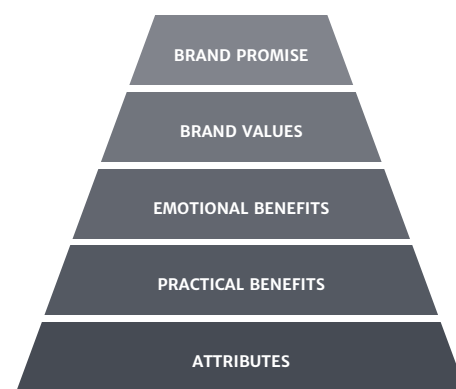 BRAND PROMISE
BRAND VALUES
EMOTIONAL BENEFITS
PRACTICAL BENEFITS
ATTRIBUTES